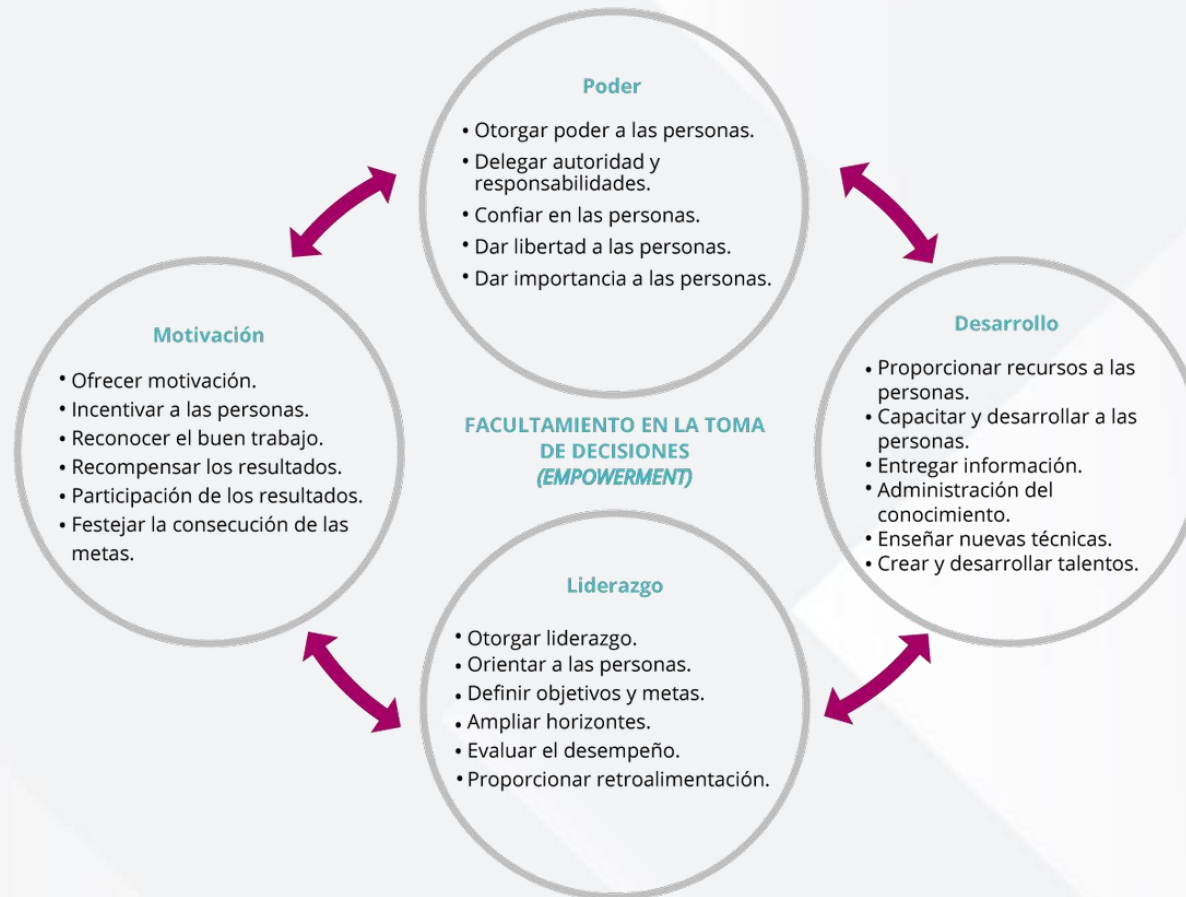 Poder
• Otorgar poder a las personas.
• Delegar autoridad y
responsabilidades.
• Confiar en las personas.
• Dar libertad a las personas.
• Dar importancia a las personas.
Motivación
• Ofrecer motivación.
• Incentivar a las personas.
• Reconocer el buen trabajo.
• Recompensar los resultados.
• Participación de los resultados.
• Festejar la consecución de las
metas.
FACULTAMIENTO EN LA TOMA
DE DECISIONES
(EMPOWERMENT)
Desarrollo
• Proporcionar recursos a las
personas.
• Capacitar y desarrollar a las
personas.
• Entregar información.
• Administración del
conocimiento.
• Enseñar nuevas técnicas.
• Crear y desarrollar talentos.
Liderazgo
• Otorgar liderazgo.
• Orientar a las personas.
• Definir objetivos y metas.
• Ampliar horizontes.
• Evaluar el desempeño.
• Proporcionar retroalimentación.